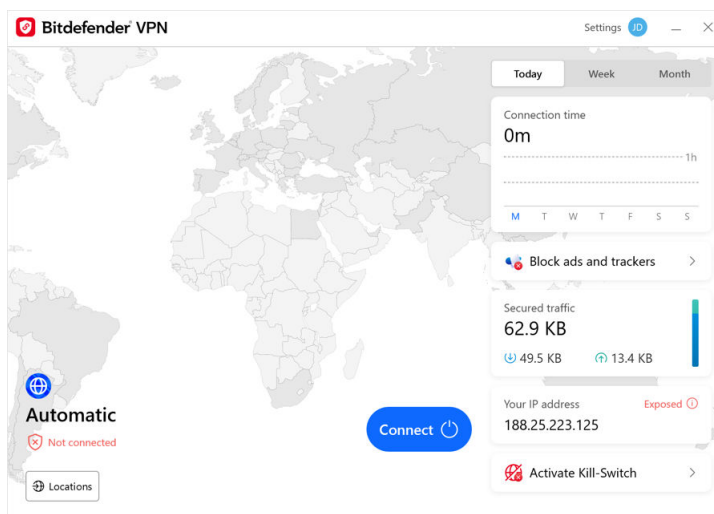 Bitdefender® VPN
Settings JD
Today Week Month
Connection time
0m
1h
M T W T F S S
Block ads and trackers
Secured traffic
62.9 KB
49.5 KB 13.4 KB
Your IP address Exposed
188.25.223.125
Activate Kill-Switch
Automatic
Not connected
Connect
Locations